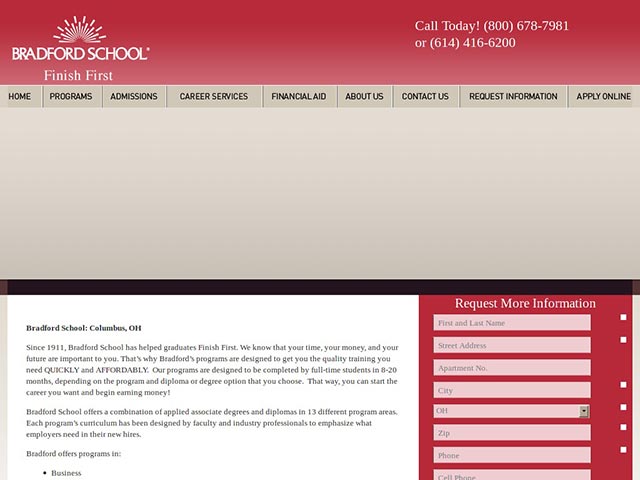 BRADFORD SCHOOL®
Finish First
Call Today! (800) 678-7981
or (614) 416-6200
HOME PROGRAMS ADMISSIONS CAREER SERVICES FINANCIAL AID ABOUT US CONTACT US REQUEST INFORMATION APPLY ONLINE
Bradford School: Columbus, OH
Since 1911, Bradford School has helped graduates Finish First. We know that your time, your money, and your
future are important to you. That's why Bradford's programs are designed to get you the quality training you
need QUICKLY and AFFORDABLY. Our programs are designed to be completed by full-time students in 8-20
months, depending on the program and diploma or degree option that you choose. That way, you can start the
career you want and begin earning money!
Bradford School offers a combination of applied associate degrees and diplomas in 13 different program areas.
Each program's curriculum has been designed by faculty and industry professionals to emphasize what
employers need in their new hires.
Bradford offers programs in:
• Business
Request More Information
First and Last Name
Street Address
Apartment No.
City
OH
Zip
Phone
Cell Phone